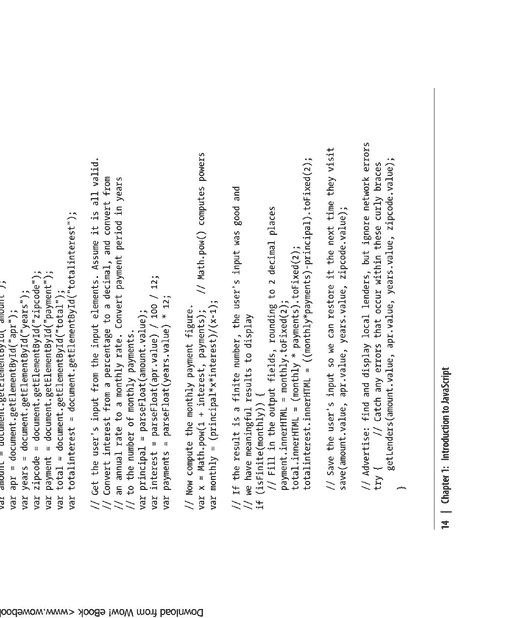 var amount = document.getElementById("amount");
var apr = document.getElementById("apr");
var years = document.getElementById("years");
var zipcode = document.getElementById("zipcode");
var payment = document.getElementById("payment");
var total = document.getElementById("total");
var totalinterest = document.getElementById("totalinterest");
// Get the user's input from the input elements. Assume it is all valid.
// Convert interest from a percentage to a decimal, and convert from
// an annual rate to a monthly rate. Convert payment period in years
// to the number of monthly payments.
var principal = parseFloat(amount.value);
var interest = parseFloat(apr.value) / 100 / 12;
var payments = parseFloat(years.value) * 12;
// Now compute the monthly payment figure.
var x = Math.pow(1 + interest, payments);   // Math.pow() computes powers
var monthly = (principal*x*interest)/(x-1);
// If the result is a finite number, the user's input was good and
// we have meaningful results to display
if (isFinite(monthly)) {
// Fill in the output fields, rounding to 2 decimal places
payment.innerHTML = monthly.toFixed(2);
total.innerHTML = (monthly * payments).toFixed(2);
totalinterest.innerHTML = ((monthly*payments)-principal).toFixed(2);
// Save the user's input so we can restore it the next time they visit
save(amount.value, apr.value, years.value, zipcode.value);
// Advertise: find and display local lenders, but ignore network errors
try {      // Catch any errors that occur within these curly braces
getLenders(amount.value, apr.value, years.value, zipcode.value);
}
14 | Chapter 1: Introduction to JavaScript
Download from Wow! eBook <www.wowebook